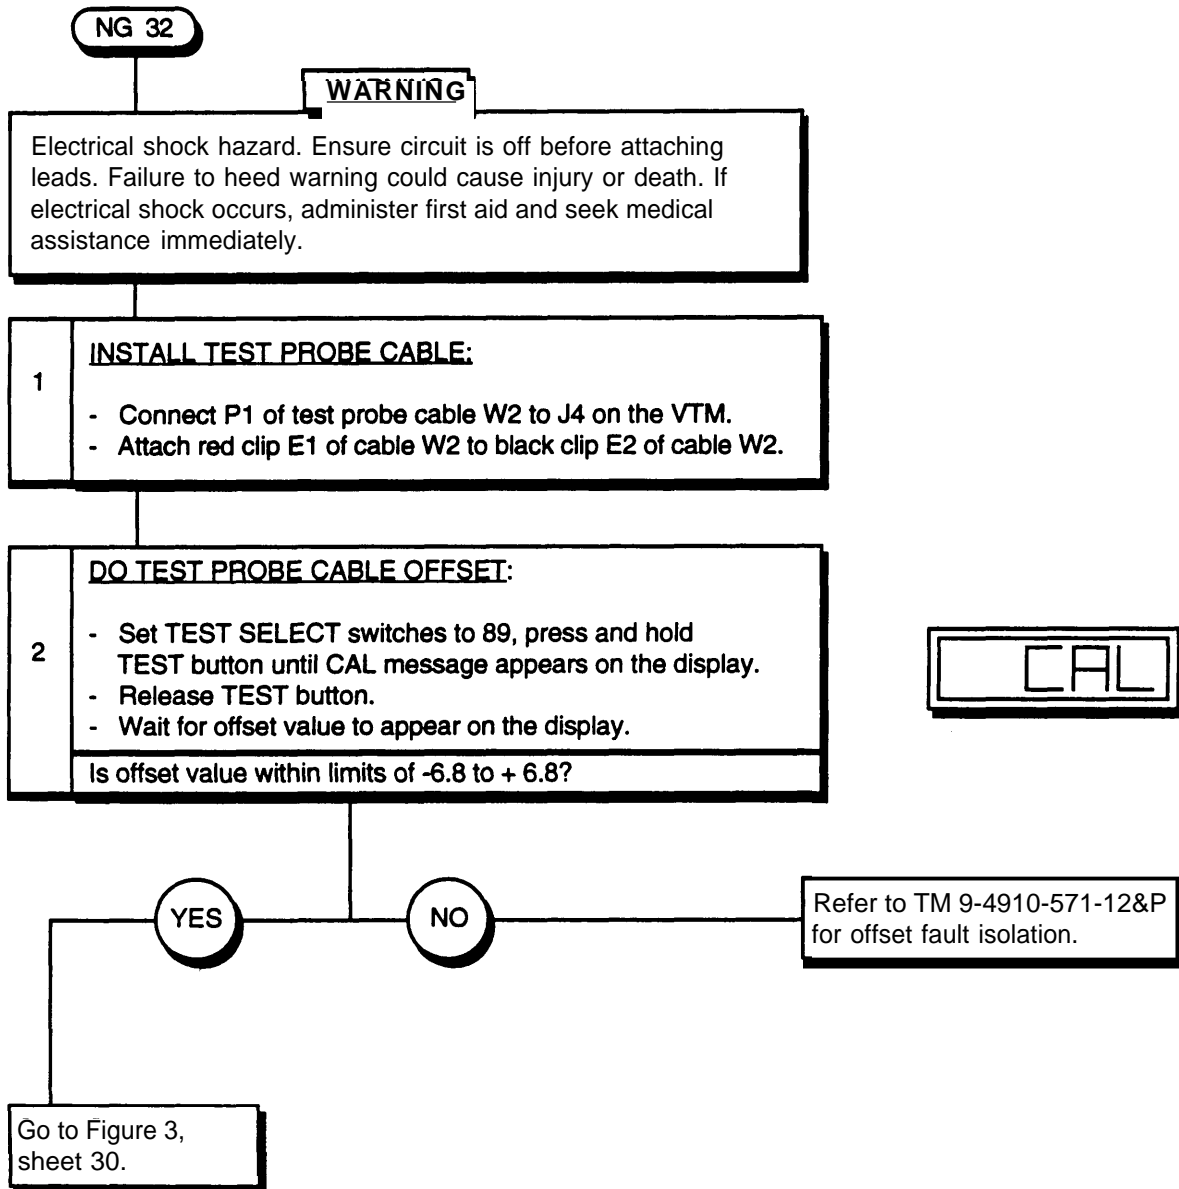 NG 32
WARNING
Electrical shock hazard. Ensure circuit is off before attaching
leads. Failure to heed warning could cause injury or death. If
electrical shock occurs, administer first aid and seek medical
assistance immediately.
1
INSTALL TEST PROBE CABLE:
- Connect P1 of test probe cable W2 to J4 on the VTM.
- Attach red clip E1 of cable W2 to black clip E2 of cable W2.
2
DO TEST PROBE CABLE OFFSET:
- Set TEST SELECT switches to 89, press and hold
TEST button until CAL message appears on the display.
- Release TEST button.
- Wait for offset value to appear on the display.
Is offset value within limits of -6.8 to + 6.8?
CAL
YES
NO
Refer to TM 9-4910-571-12&P
for offset fault isolation.
Go to Figure 3,
sheet 30.